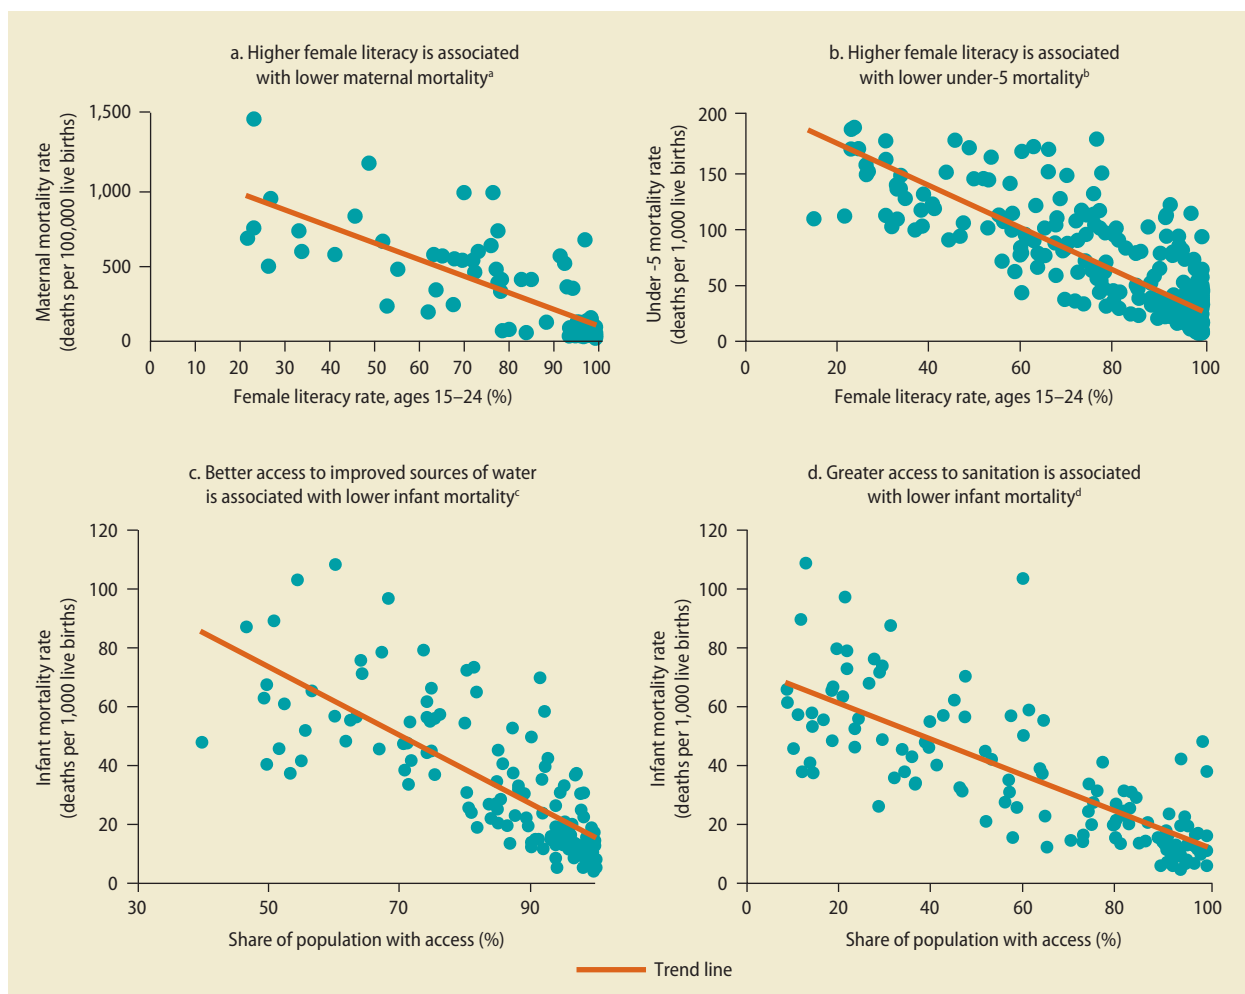 a. Higher female literacy is associated
with lower maternal mortalityᵃ
Maternal mortality rate
(deaths per 100,000 live births)
1,500
1,000
500
0
0 10 20 30 40 50 60 70 80 90 100
Female literacy rate, ages 15–24 (%)
b. Higher female literacy is associated
with lower under-5 mortalityᵇ
Under -5 mortality rate
(deaths per 1,000 live births)
200
150
100
50
0
0 20 40 60 80 100
Female literacy rate, ages 15–24 (%)
c. Better access to improved sources of water
is associated with lower infant mortalityᶜ
Infant mortality rate
(deaths per 1,000 live births)
120
100
80
60
40
20
0
30 50 70 90
Share of population with access (%)
d. Greater access to sanitation is associated
with lower infant mortalityᵈ
Infant mortality rate
(deaths per 1,000 live births)
120
100
80
60
40
20
0
0 20 40 60 80 100
Share of population with access (%)
Trend line